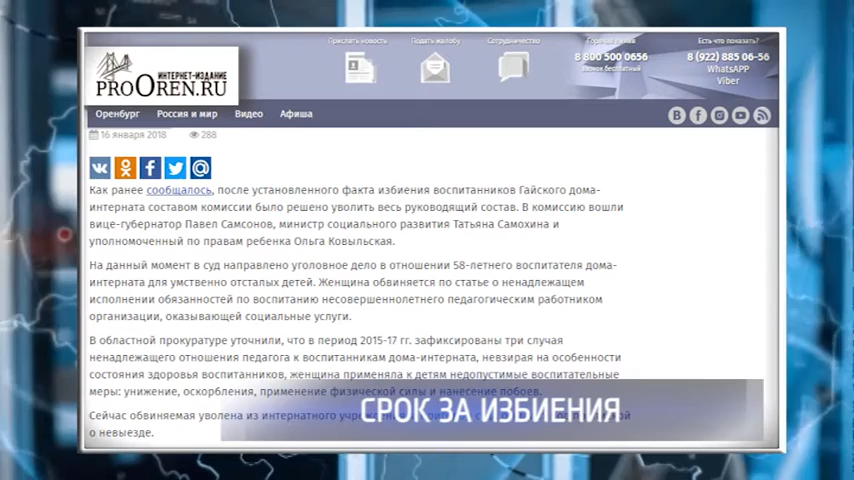 Прислать новость
Подать жалобу
Сотрудничество
Есть что показать?
8 800 500 0656
звонок бесплатный
8 (922) 885 06-56
WhatsAPP
Viber
ИНТЕРНЕТ-ИЗДАНИЕ
PROOREN.RU
Оренбург Россия и мир Видео Афиша
16 января 2018 288
Как ранее сообщалось, после установленного факта избиения воспитанников Гайского дома-
интерната составом комиссии было решено уволить весь руководящий состав. В комиссию вошли
вице-губернатор Павел Самсонов, министр социального развития Татьяна Самохина и
уполномоченный по правам ребенка Ольга Ковыльская.
На данный момент в суд направлено уголовное дело в отношении 58-летнего воспитателя дома-
интерната для умственно отсталых детей. Женщина обвиняется по статье о ненадлежащем
исполнении обязанностей по воспитанию несовершеннолетнего педагогическим работником
организации, оказывающей социальные услуги.
В областной прокуратуре уточнили, что в период 2015-17 гг. зафиксированы три случая
ненадлежащего отношения педагога к воспитанникам дома-интерната, невзирая на особенности
состояния здоровья воспитанников, женщина применяла к детям недопустимые воспитательные
меры: унижение, оскорбления, применение физической силы и нанесение побоев.
Сейчас обвиняемая уволена из интернатного
о невыезде.
СРОК ЗА ИЗБИЕНИЯ